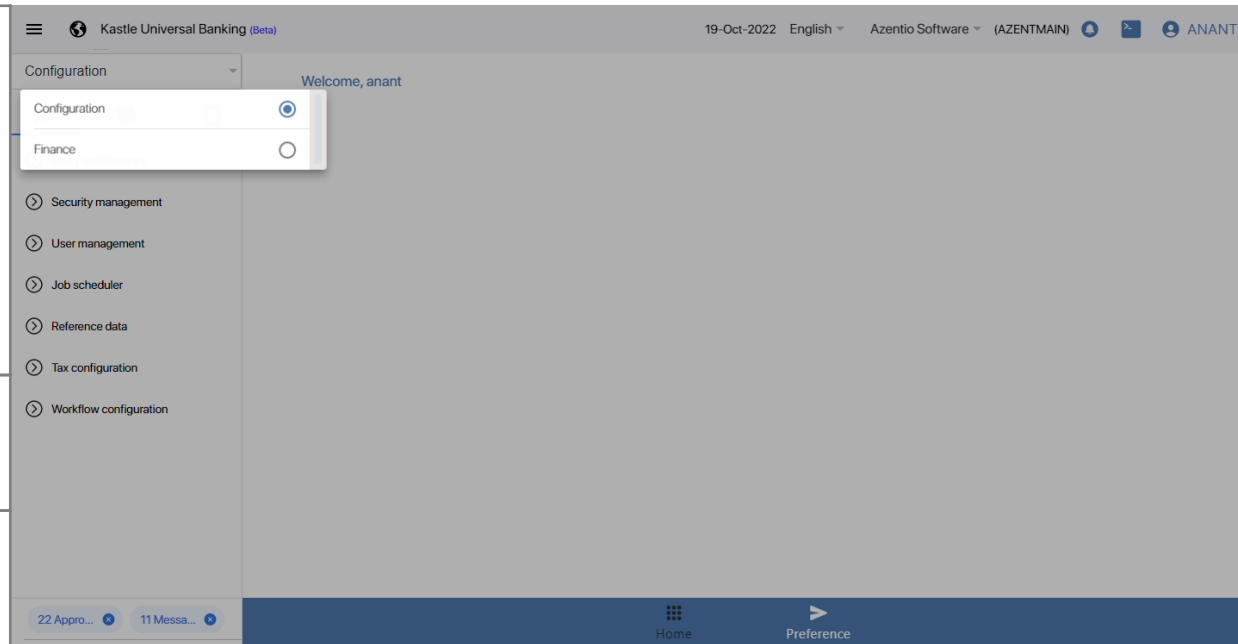 Kastle Universal Banking (Beta)
19-Oct-2022 English Azentio Software (AZENTMAIN) ANANT
Configuration
Welcome, anant
Configuration
Finance
Security management
User management
Job scheduler
Reference data
Tax configuration
Workflow configuration
22 Appro... 11 Messa...
Home Preference